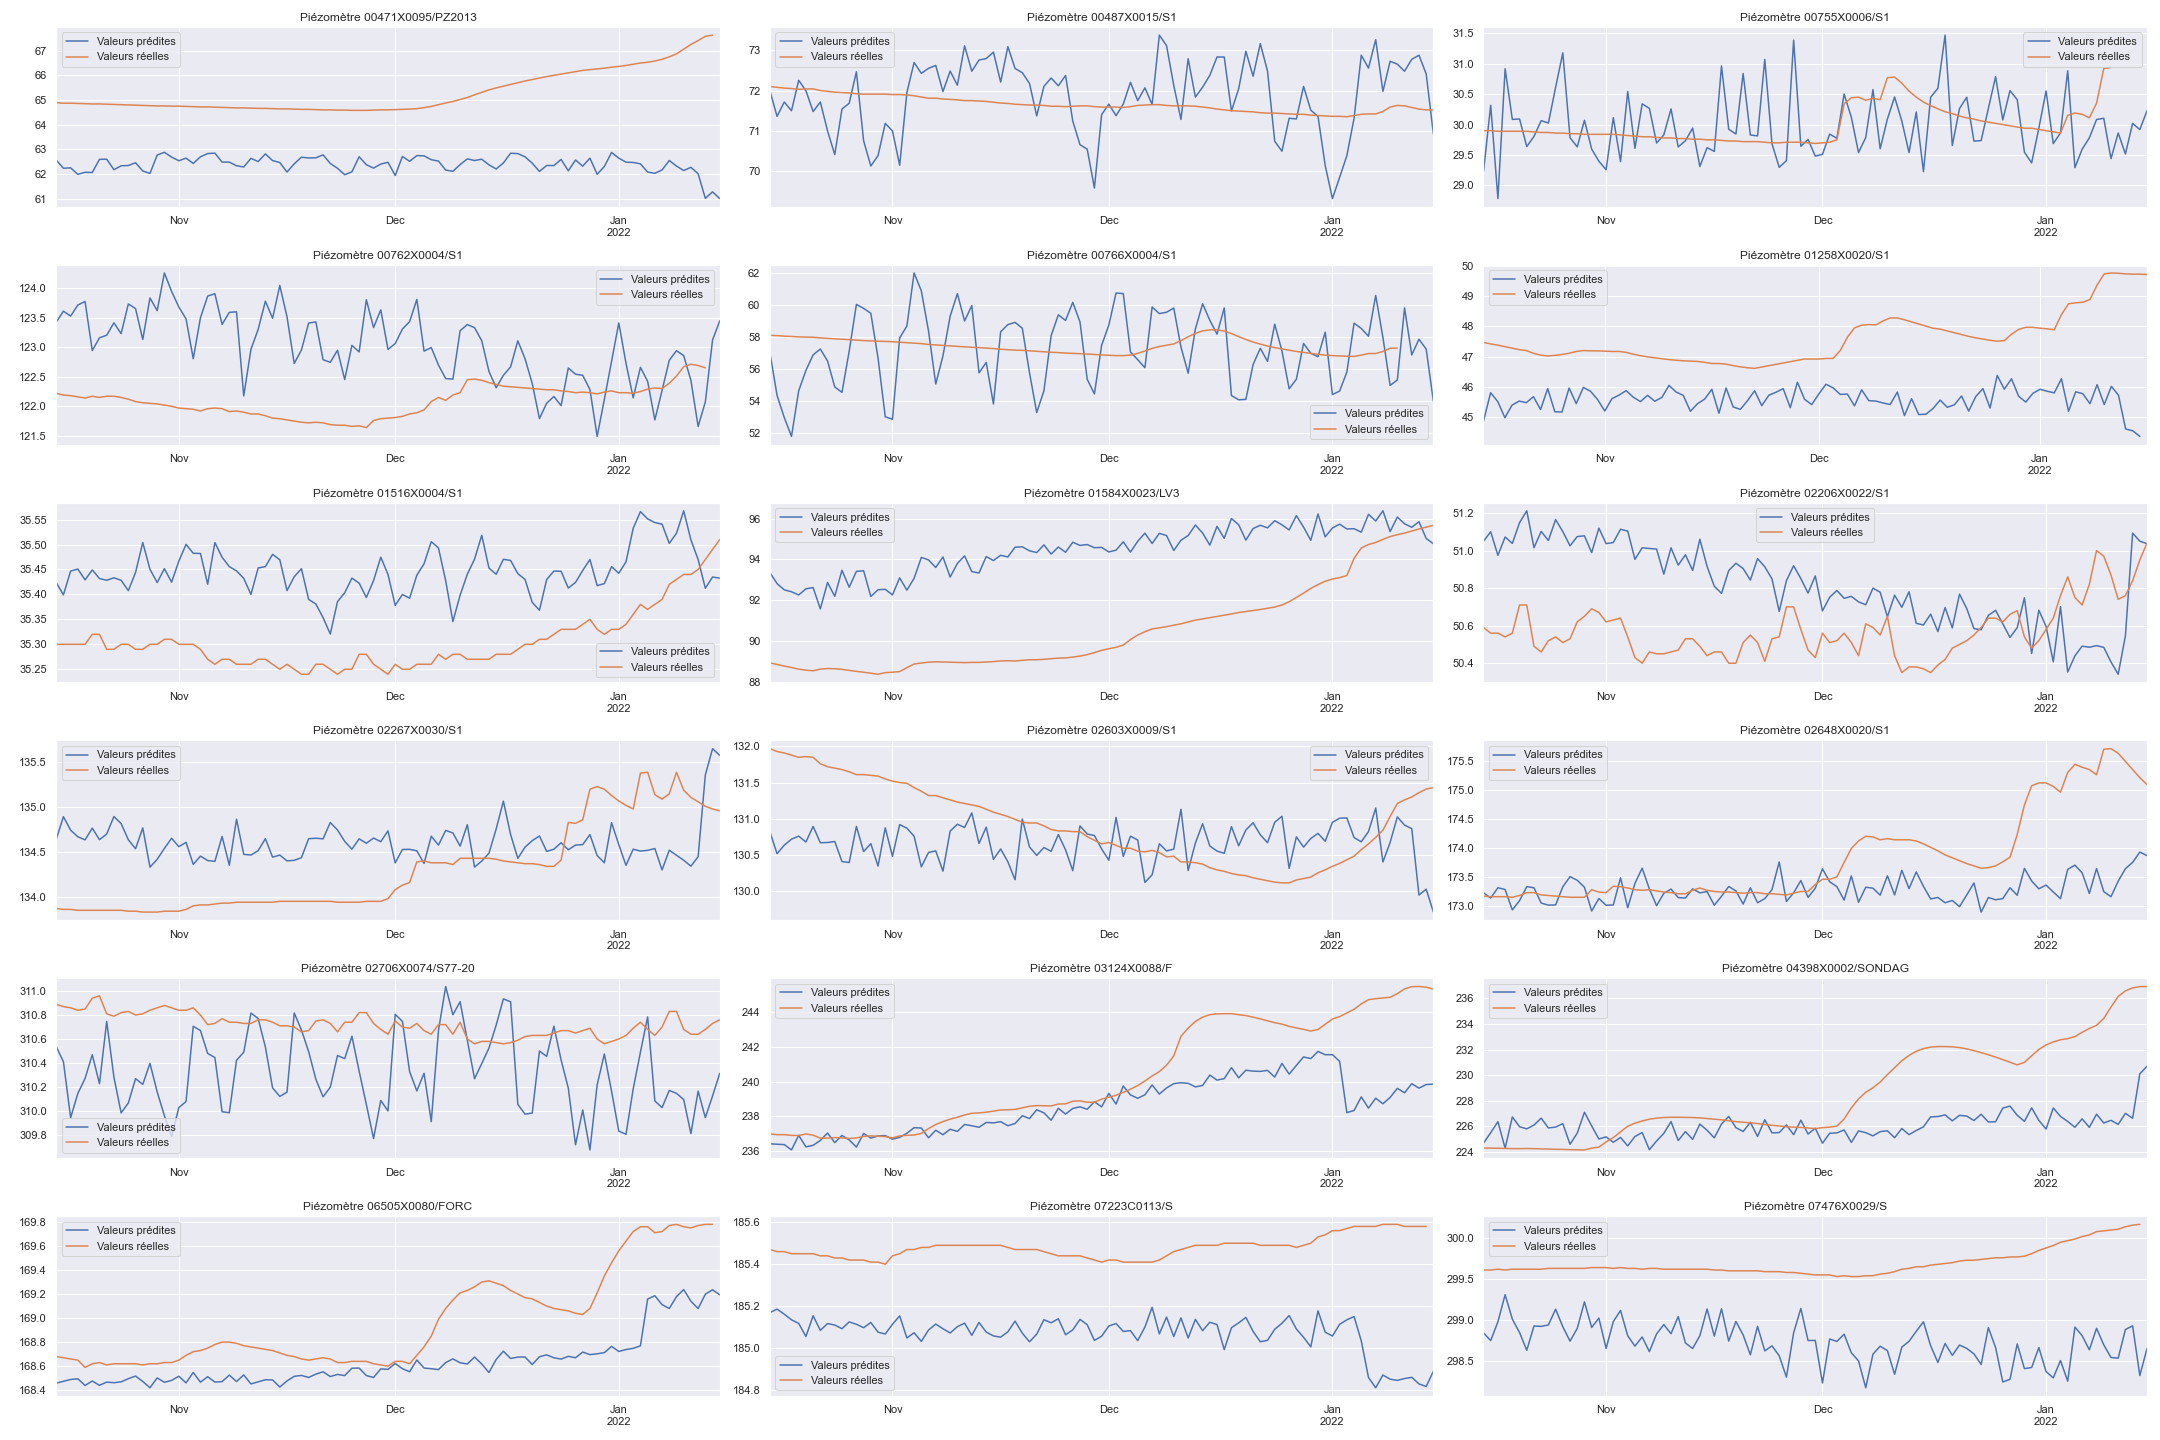 Piézomètre 00471X0095/PZ2013
Valeurs prédites
Valeurs réelles
67
66
65
64
63
62
61
Nov
Dec
Jan
2022
Piézomètre 00487X0015/S1
Valeurs prédites
Valeurs réelles
73
72
71
70
Nov
Dec
Jan
2022
Piézomètre 00755X0006/S1
Valeurs prédites
Valeurs réelles
31.5
31.0
30.5
30.0
29.5
29.0
Nov
Dec
Jan
2022
Piézomètre 00762X0004/S1
Valeurs prédites
Valeurs réelles
124.0
123.5
123.0
122.5
122.0
121.5
Nov
Dec
Jan
2022
Piézomètre 00766X0004/S1
62
60
58
56
54
52
Valeurs prédites
Valeurs réelles
Nov
Dec
Jan
2022
Piézomètre 01258X0020/S1
Valeurs prédites
Valeurs réelles
50
49
48
47
46
45
Nov
Dec
Jan
2022
Piézomètre 01516X0004/S1
35.55
35.50
35.45
35.40
35.35
35.30
35.25
Valeurs prédites
Valeurs réelles
Nov
Dec
Jan
2022
Piézomètre 01584X0023/LV3
Valeurs prédites
Valeurs réelles
96
94
92
90
88
Nov
Dec
Jan
2022
Piézomètre 02206X0022/S1
Valeurs prédites
Valeurs réelles
51.2
51.0
50.8
50.6
50.4
Nov
Dec
Jan
2022
Piézomètre 02267X0030/S1
Valeurs prédites
Valeurs réelles
135.5
135.0
134.5
134.0
Nov
Dec
Jan
2022
Piézomètre 02603X0009/S1
Valeurs prédites
Valeurs réelles
132.0
131.5
131.0
130.5
130.0
Nov
Dec
Jan
2022
Piézomètre 02648X0020/S1
Valeurs prédites
Valeurs réelles
175.5
175.0
174.5
174.0
173.5
173.0
Nov
Dec
Jan
2022
Piézomètre 02706X0074/S77-20
311.0
310.8
310.6
310.4
310.2
310.0
309.8
Valeurs prédites
Valeurs réelles
Nov
Dec
Jan
2022
Piézomètre 03124X0088/F
Valeurs prédites
Valeurs réelles
244
242
240
238
236
Nov
Dec
Jan
2022
Piézomètre 04398X0002/SONDAG
Valeurs prédites
Valeurs réelles
236
234
232
230
228
226
224
Nov
Dec
Jan
2022
Piézomètre 06505X0080/FORC
Valeurs prédites
Valeurs réelles
169.8
169.6
169.4
169.2
169.0
168.8
168.6
168.4
Nov
Dec
Jan
2022
Piézomètre 07223C0113/S
185.6
185.4
185.2
185.0
184.8
Valeurs prédites
Valeurs réelles
Nov
Dec
Jan
2022
Piézomètre 07476X0029/S
Valeurs prédites
Valeurs réelles
300.0
299.5
299.0
298.5
Nov
Dec
Jan
2022